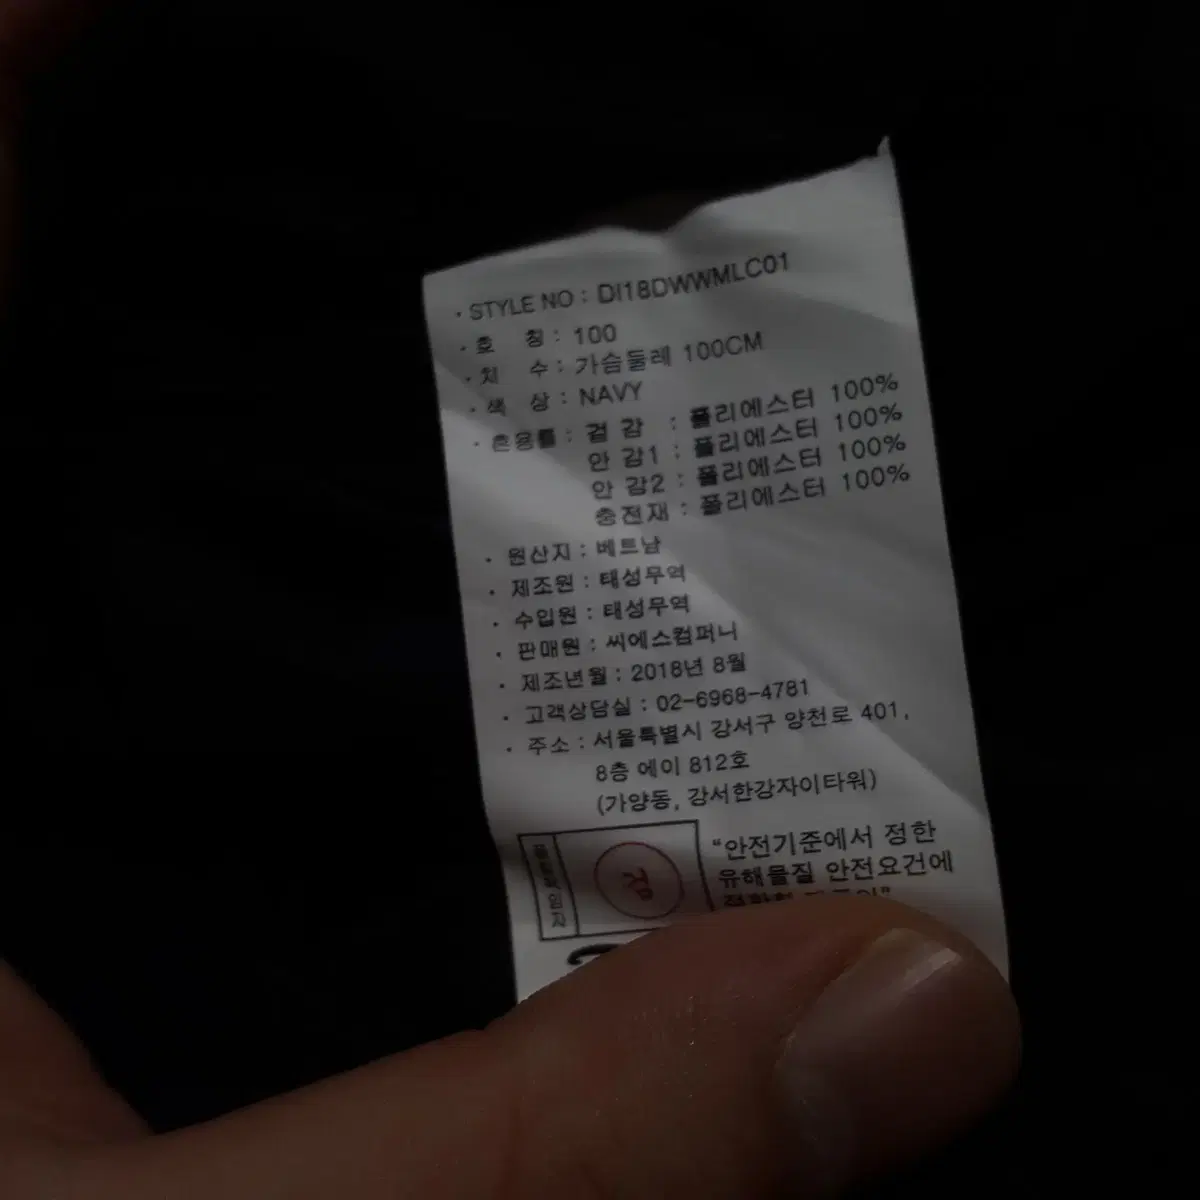 · STYLE NO : DI18DWWMLC01
· 호 칭 : 100
· 치 수 : 가슴둘레 100CM
· 색 상 : NAVY
· 혼용률 : 겉 감 : 폴리에스터 100%
안 감1 : 폴리에스터 100%
안 감2 : 폴리에스터 100%
충전재 : 폴리에스터 100%
· 원산지 : 베트남
· 제조원 : 태성무역
· 수입원 : 태성무역
· 판매원 : 씨에스컴퍼니
· 제조년월 : 2018년 8월
· 고객상담실 : 02-6968-4781
· 주소 : 서울특별시 강서구 양천로 401,
8층 에이 812호
(가양동, 강서한강자이타워)
검
"안전기준에서 정한
유해물질 안전요건에